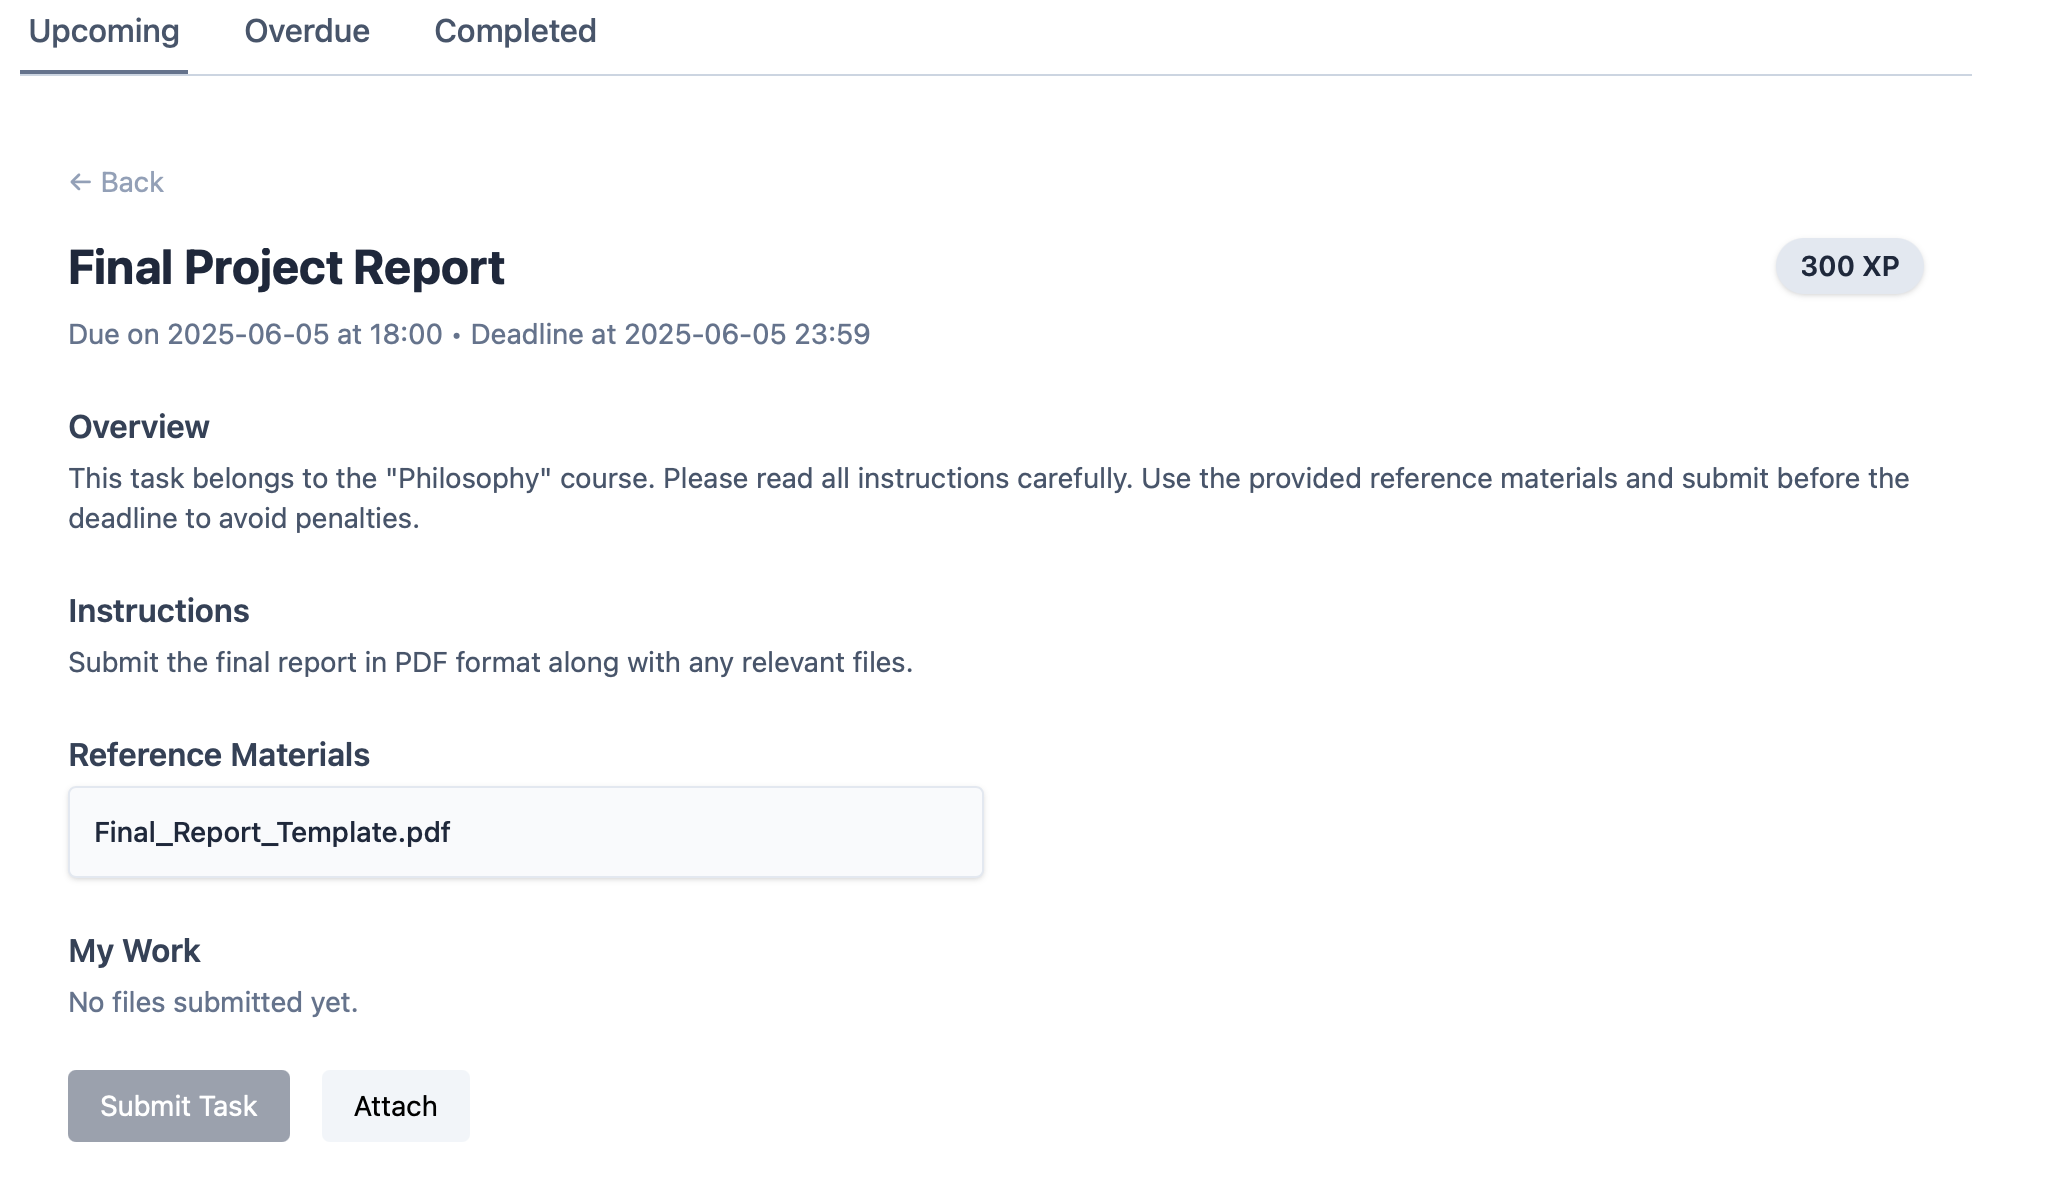 Upcoming Overdue Completed
← Back
Final Project Report
300 XP
Due on 2025-06-05 at 18:00 • Deadline at 2025-06-05 23:59
Overview
This task belongs to the "Philosophy" course. Please read all instructions carefully. Use the provided reference materials and submit before the
deadline to avoid penalties.
Instructions
Submit the final report in PDF format along with any relevant files.
Reference Materials
Final_Report_Template.pdf
My Work
No files submitted yet.
Submit Task Attach